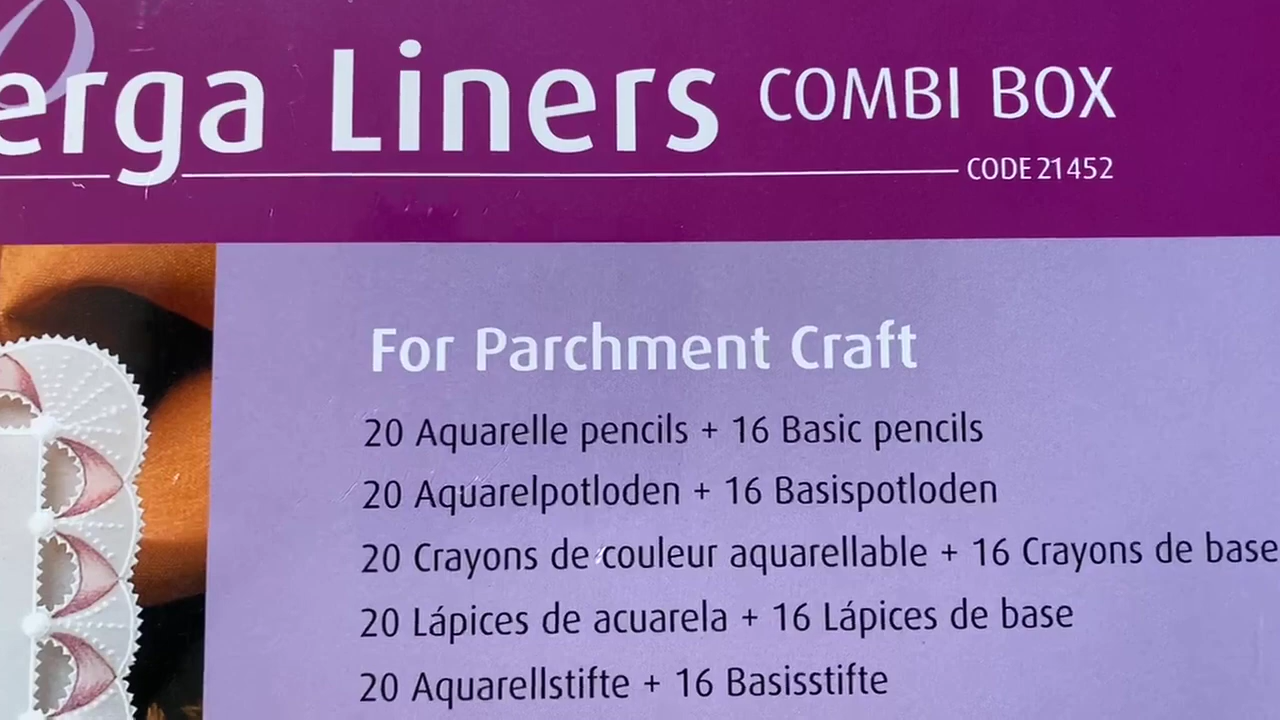 erga Liners COMBI BOX
CODE 21452
For Parchment Craft
20 Aquarelle pencils + 16 Basic pencils
20 Aquarelpotloden + 16 Basispotloden
20 Crayons de couleur aquarellable + 16 Crayons de base
20 Lápices de acuarela + 16 Lápices de base
20 Aquarellstifte + 16 Basisstifte